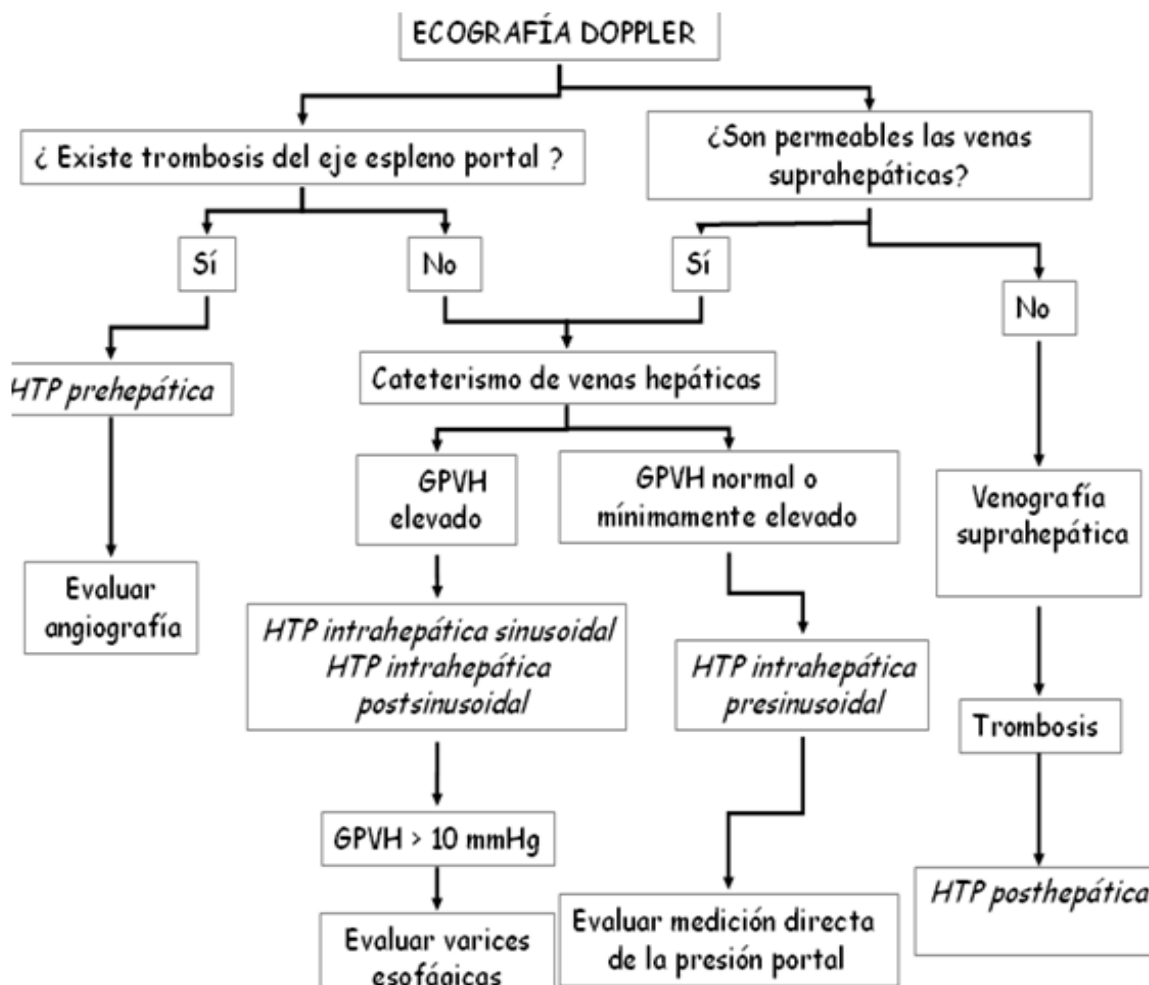 ECOGRAFÍA DOPPLER
¿ Existe trombosis del eje espleno portal ?
¿Son permeables las venas
suprahepáticas?
Sí
No
Sí
No
HTP prehepática
Cateterismo de venas hepáticas
GPVH
elevado
GPVH normal o
mínimamente elevado
Venografía
suprahepática
Evaluar
angiografía
HTP intrahepática sinusoidal
HTP intrahepática
postsinusoidal
HTP intrahepática
presinusoidal
Trombosis
GPVH > 10 mmHg
HTP posthepática
Evaluar varices
esofágicas
Evaluar medición directa
de la presión portal